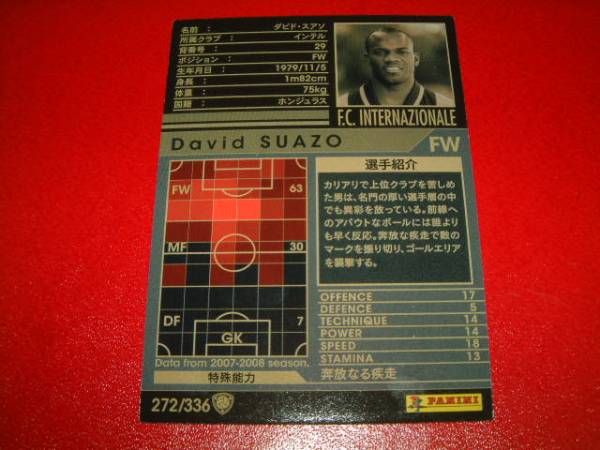 名前： ダビド・スアソ
所属クラブ： インテル
背番号： 29
ポジション： FW
生年月日： 1979/11/5
身長： 1m82cm
体重： 75kg
国籍： ホンジュラス
F.C. INTERNAZIONALE
David SUAZO
FW
FW 63
MF 30
DF 7
GK
Data from 2007-2008 season.
特殊能力
選手紹介
カリアリで上位クラブを苦しめ
た男は、名門の厚い選手層の中
でも異彩を放っている。前線へ
のアバウトなボールには誰より
も早く反応。奔放な疾走で敵の
マークを振り切り、ゴールエリア
を襲撃する。
OFFENCE 17
DEFENCE 5
TECHNIQUE 14
POWER 14
SPEED 18
STAMINA 13
奔放なる疾走
272/336
PANINI